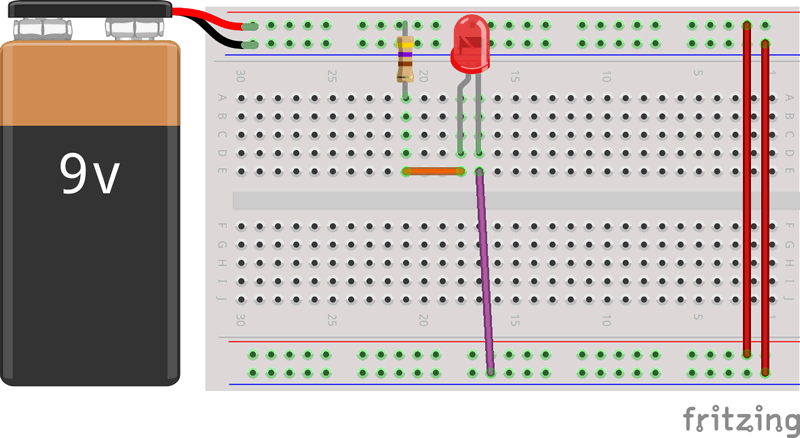 9v
30 25 20 15 10 5 1
A A
B B
C C
D D
E E
F F
G G
H H
I I
J J
30 25 20 15 10 5 1
fritzing